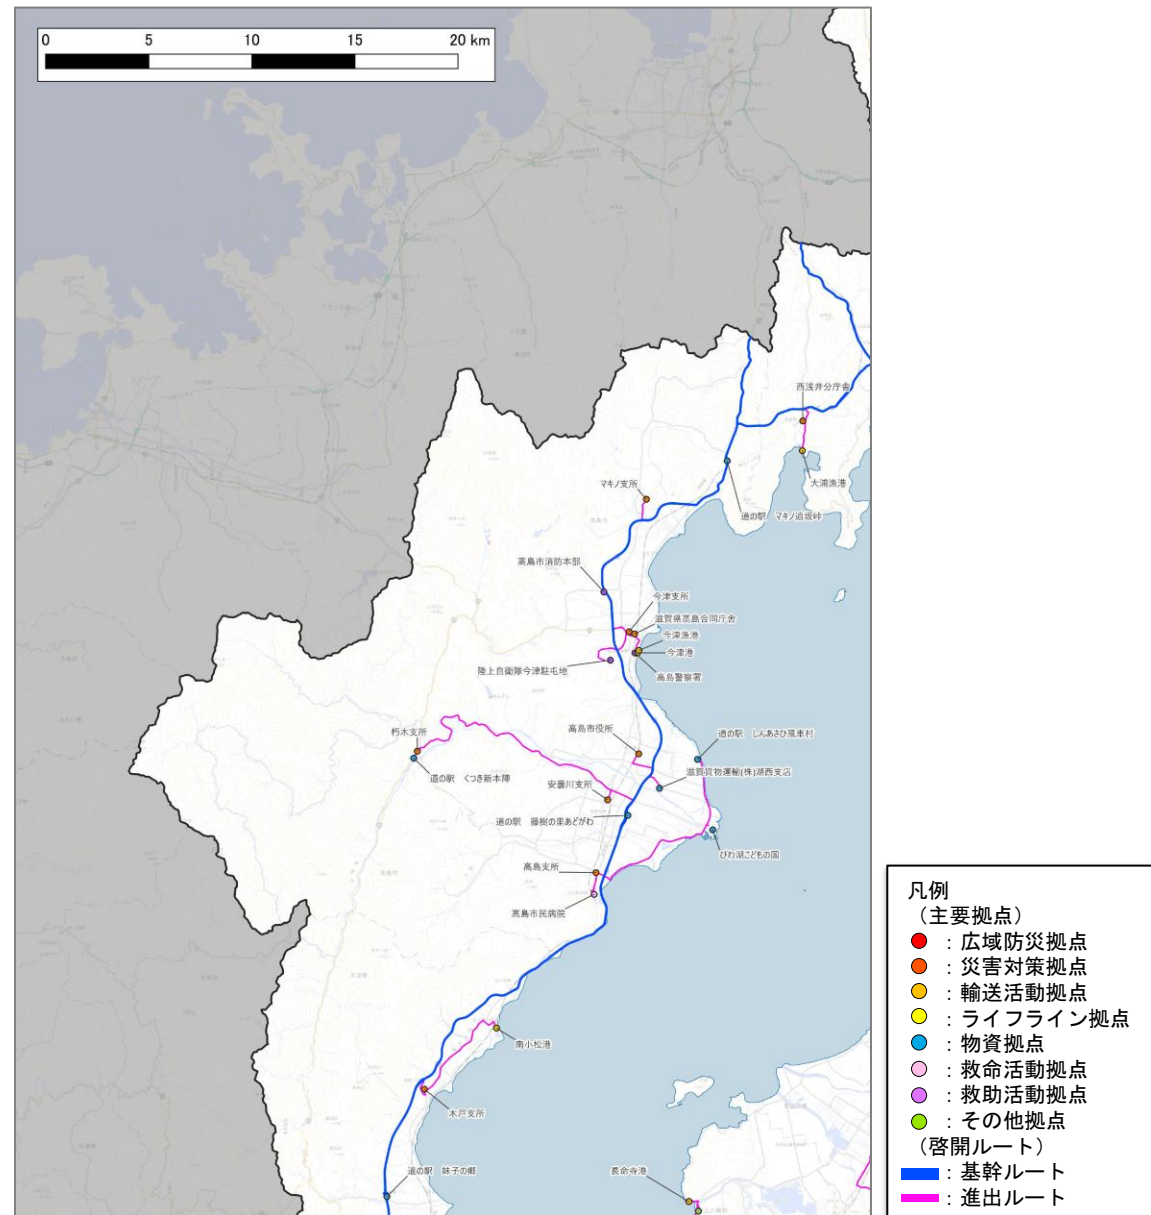 0 5 10 15 20 km
西浅井分庁舎
大浦漁港
マキノ支所
道の駅 マキノ追坂峠
高島市消防本部
今津支所
滋賀県高島合同庁舎
今津漁港
今津港
陸上自衛隊今津駐屯地
高島警察署
高島市役所
道の駅 しんあさひ風車村
朽木支所
滋賀貨物運輸(株)湖西支店
道の駅 くつき新本陣
安曇川支所
道の駅 藤樹の里あどがわ
びわ湖こどもの国
高島支所
高島市民病院
南小松港
木戸支所
道の駅 妹子の郷
長命寺港
凡例
(主要拠点)
:広域防災拠点
:災害対策拠点
:輸送活動拠点
:ライフライン拠点
:物資拠点
:救命活動拠点
:救助活動拠点
:その他拠点
(啓開ルート)
:基幹ルート
:進出ルート